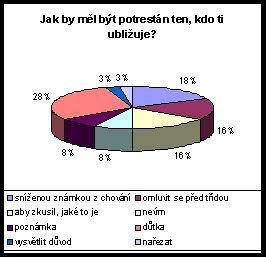 Jak by měl být potrestán ten, kdo ti
ubližuje?
3%
3%
18%
28%
16%
8%
8%
16%
sníženou známkou z chování
omluvit se před třídou
aby zkusil, jaké to je
nevím
poznámka
důtka
vysvětlit důvod
nařezat